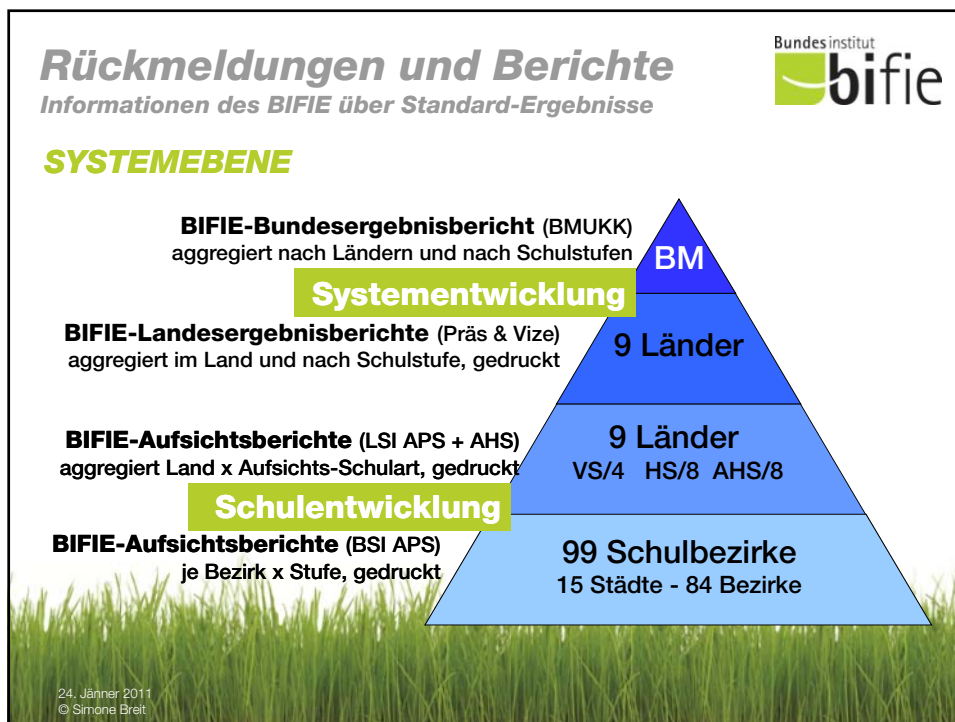 Rückmeldungen und Berichte
Informationen des BIFIE über Standard-Ergebnisse
Bundesinstitut
bifie
SYSTEMEBENE
BIFIE-Bundesergebnisbericht (BMUKK)
aggregiert nach Ländern und nach Schulstufen
BM
Systementwicklung
BIFIE-Landesergebnisberichte (Präs & Vize)
aggregiert im Land und nach Schulstufe, gedruckt
9 Länder
BIFIE-Aufsichtsberichte (LSI APS + AHS)
aggregiert Land x Aufsichts-Schulart, gedruckt
9 Länder
VS/4 HS/8 AHS/8
Schulentwicklung
BIFIE-Aufsichtsberichte (BSI APS)
je Bezirk x Stufe, gedruckt
99 Schulbezirke
15 Städte - 84 Bezirke
24. Jänner 2011
© Simone Breit